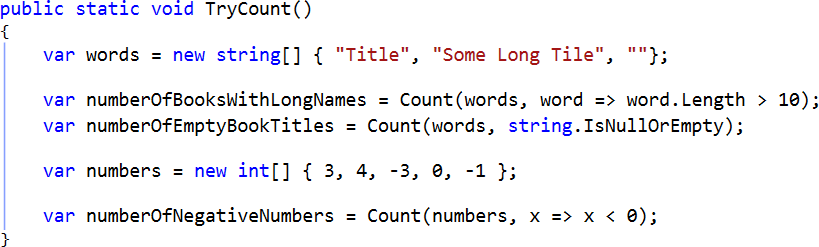 public static void TryCount()
{
var words = new string[] { "Title", "Some Long Tile", ""};
var numberOfBooksWithLongNames = Count(words, word => word.Length > 10);
var numberOfEmptyBookTitles = Count(words, string.IsNullOrEmpty);
var numbers = new int[] { 3, 4, -3, 0, -1 };
var numberOfNegativeNumbers = Count(numbers, x => x < 0);
}